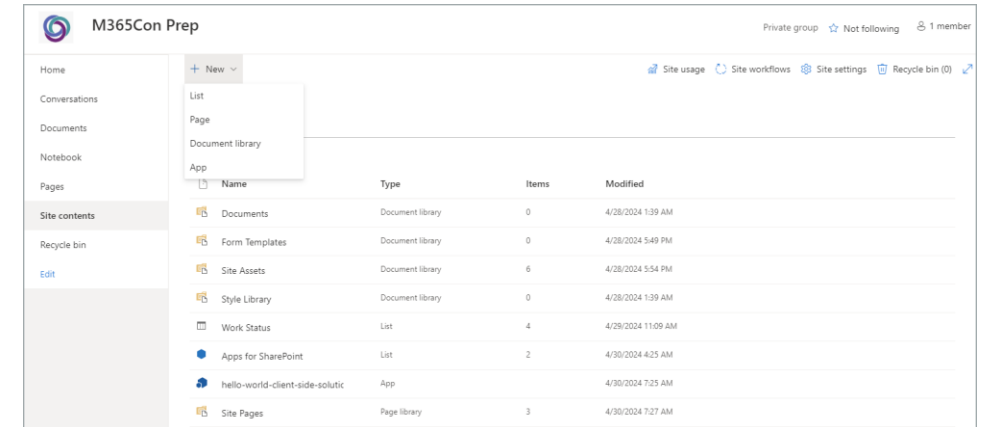 M365Con Prep
Private group Not following 1 member
Home
Conversations
Documents
Notebook
Pages
Site contents
Recycle bin
Edit
New
Site usage Site workflows Site settings Recycle bin (0)
List
Page
Document library
App
Name Type Items Modified
Documents Document library 0 4/28/2024 1:39 AM
Form Templates Document library 0 4/28/2024 5:49 PM
Site Assets Document library 6 4/28/2024 5:54 PM
Style Library Document library 0 4/28/2024 1:39 AM
Work Status List 4 4/29/2024 11:09 AM
Apps for SharePoint List 2 4/30/2024 4:25 AM
hello-world-client-side-solutic App 4/30/2024 7:25 AM
Site Pages Page library 3 4/30/2024 7:27 AM